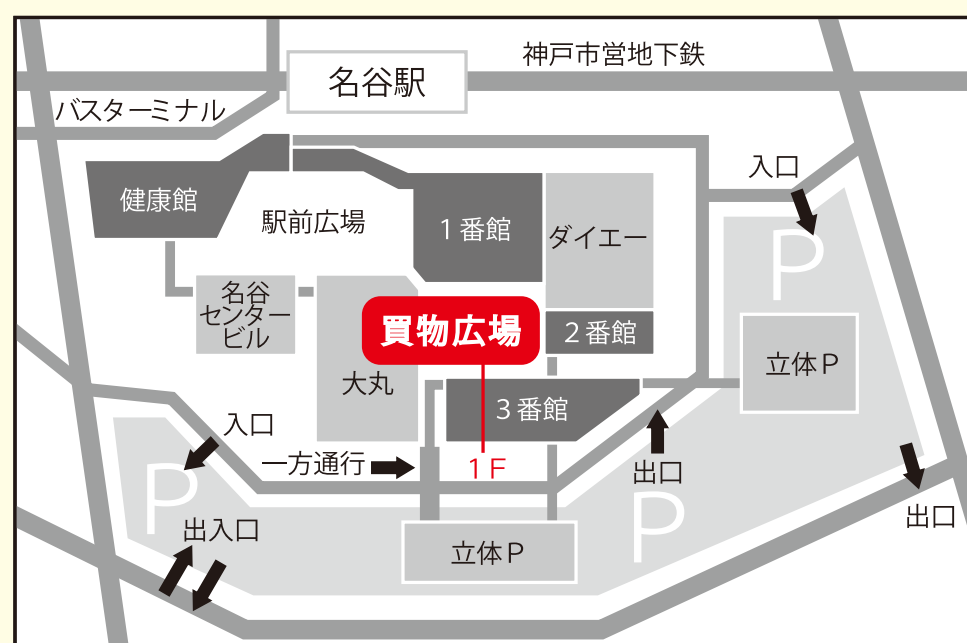 神戸市営地下鉄
名谷駅
バスターミナル
入口
健康館
駅前広場
1番館
ダイエー
P
名谷
センター
ビル
買物広場
2番館
立体P
大丸
3番館
入口
一方通行
1F
出口
P
P
出入口
出口
立体P